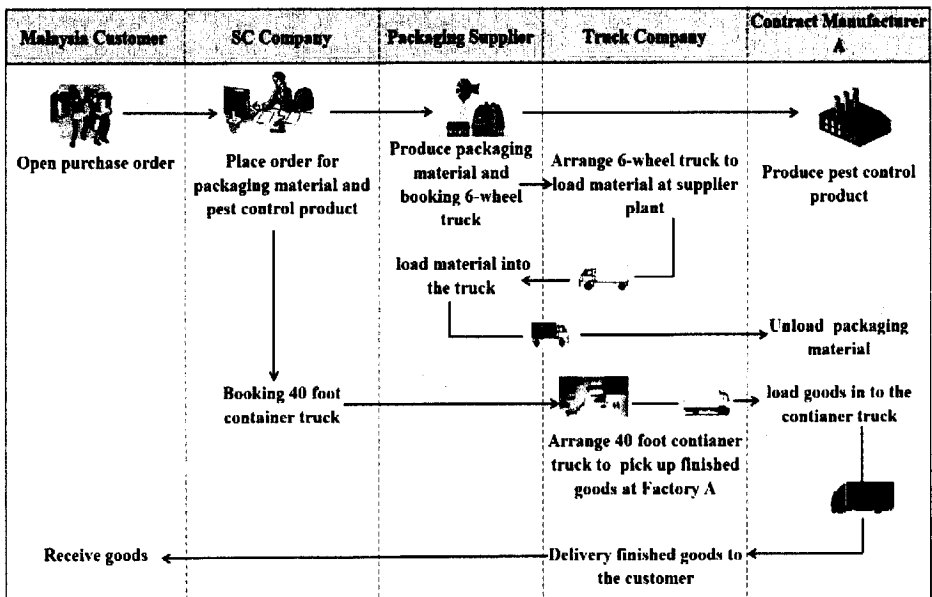 Malaysia Customer
SC Company
Packaging Supplier
Truck Company
Contract Manufacturer
A
Open purchase order
Place order for
packaging material and
pest control product
Produce packaging
material and
booking 6-wheel
truck
Arrange 6-wheel truck to
load material at supplier
plant
Produce pest control
product
load material into
the truck
Unload packaging
material
Booking 40 foot
container truck
Arrange 40 foot contianer
truck to pick up finished
goods at Factory A
load goods in to the
contianer truck
Receive goods
Delivery finished goods to
the customer